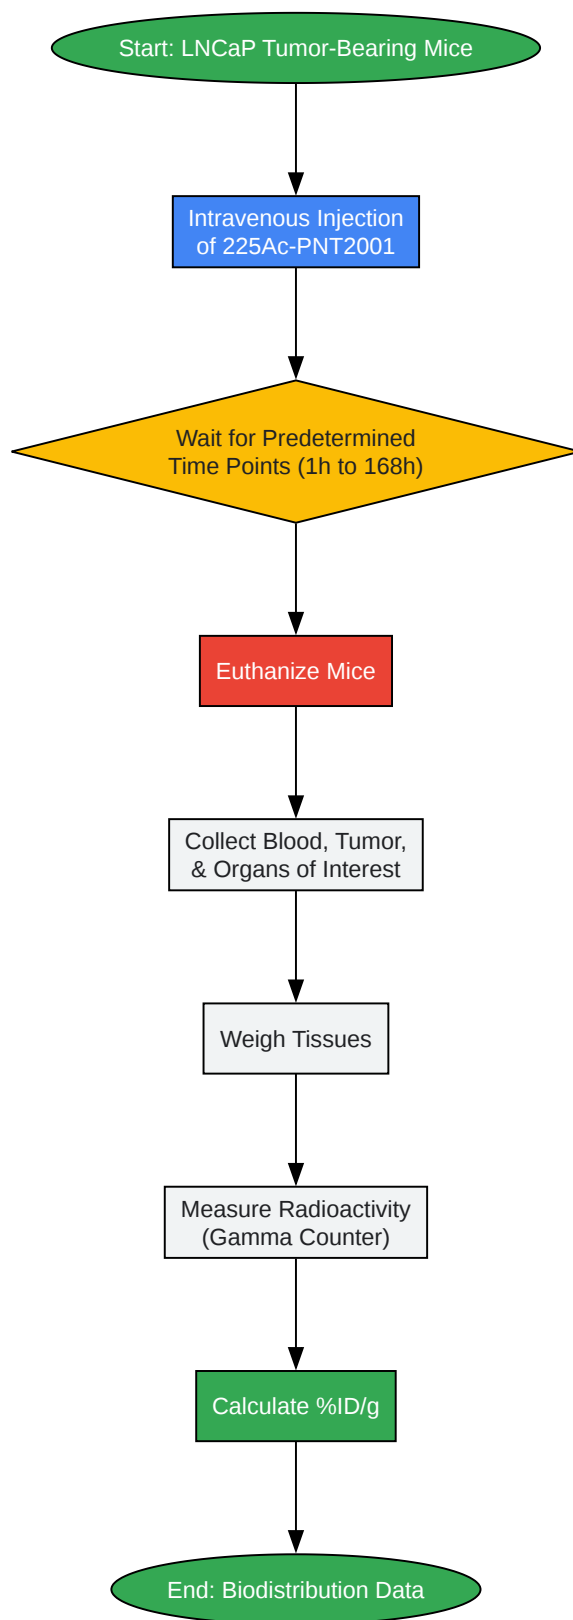 Start: LNCaP Tumor-Bearing Mice
Intravenous Injection
of 225Ac-PNT2001
Wait for Predetermined
Time Points (1h to 168h)
Euthanize Mice
Collect Blood, Tumor,
& Organs of Interest
Weigh Tissues
Measure Radioactivity
(Gamma Counter)
Calculate %ID/g
End: Biodistribution Data